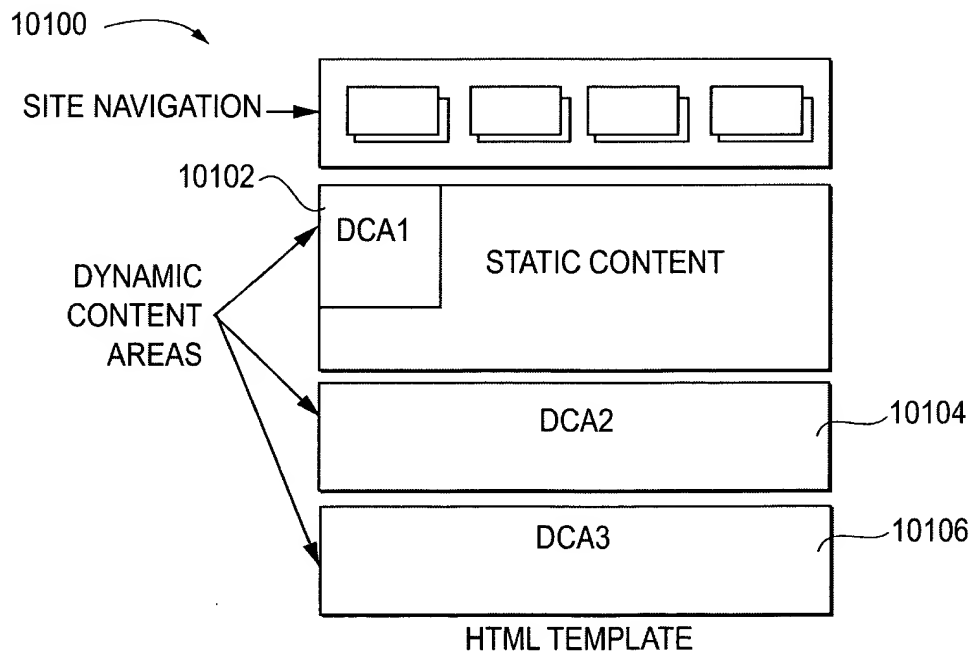 10100
SITE NAVIGATION
10102
DCA1
STATIC CONTENT
DYNAMIC
CONTENT
AREAS
DCA2
10104
DCA3
10106
HTML TEMPLATE